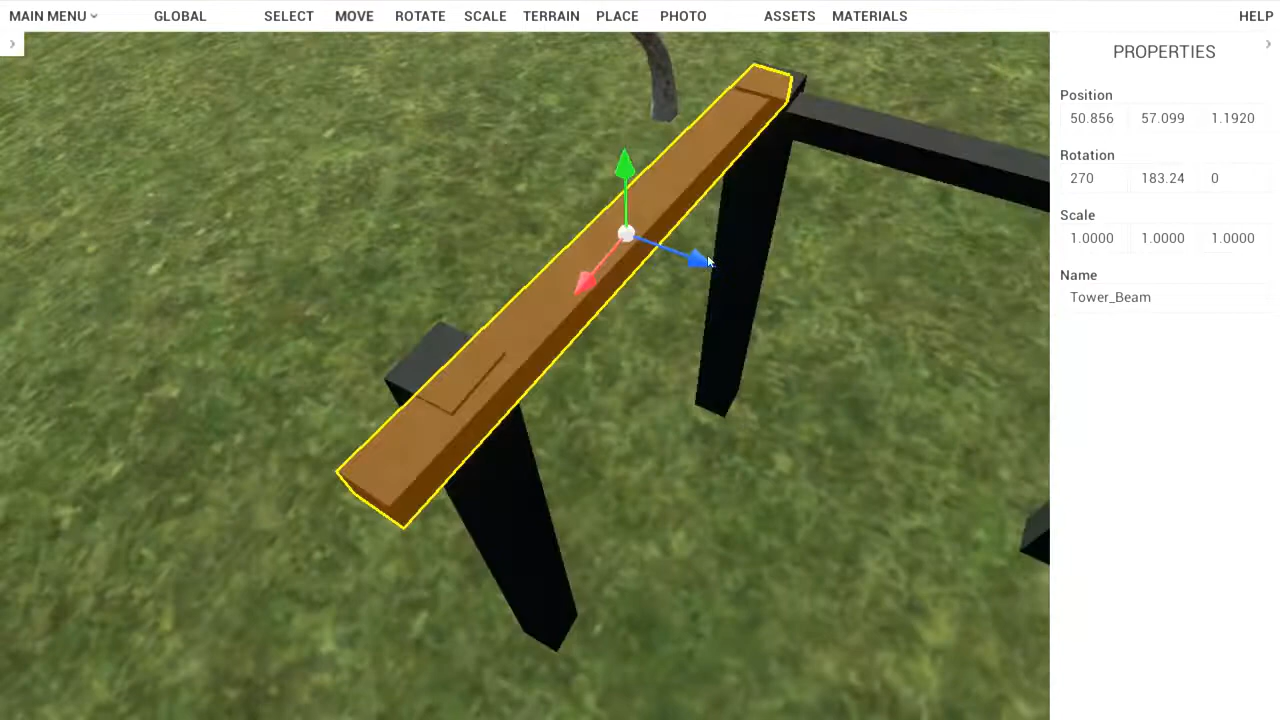 MAIN MENU GLOBAL SELECT MOVE ROTATE SCALE TERRAIN PLACE PHOTO ASSETS MATERIALS HELP
PROPERTIES
Position
50.856 57.099 1.1920
Rotation
270 183.24 0
Scale
1.0000 1.0000 1.0000
Name
Tower_Beam